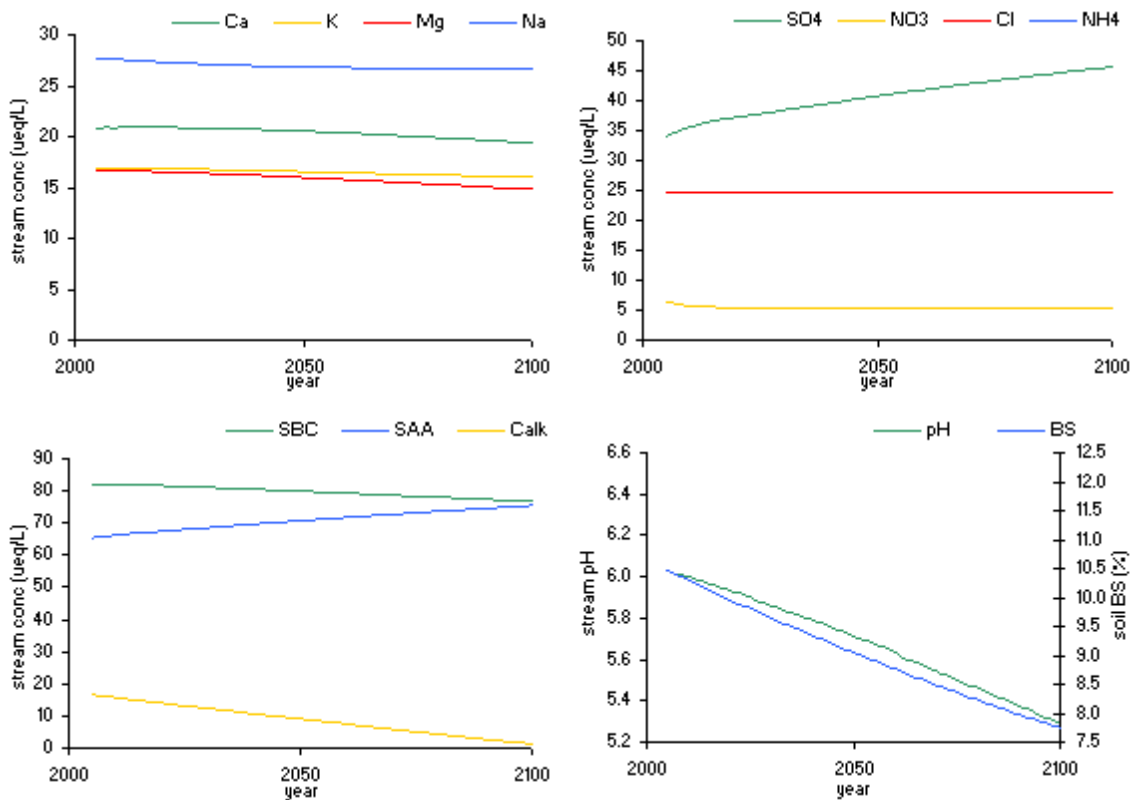 Ca K Mg Na
stream conc (ueq/L)
30
25
20
15
10
5
0
2000 2050 2100
year
SO4 NO3 Cl NH4
stream conc (ueq/L)
50
45
40
35
30
25
20
15
10
5
0
2000 2050 2100
year
SBC SAA Calk
stream conc (ueq/L)
90
80
70
60
50
40
30
20
10
0
2000 2050 2100
year
pH BS
stream pH
6.6
6.4
6.2
6.0
5.8
5.6
5.4
5.2
12.5
12.0
11.5
11.0
10.5
10.0
9.5
9.0
8.5
8.0
7.5
soil BS (%)
2000 2050 2100
year